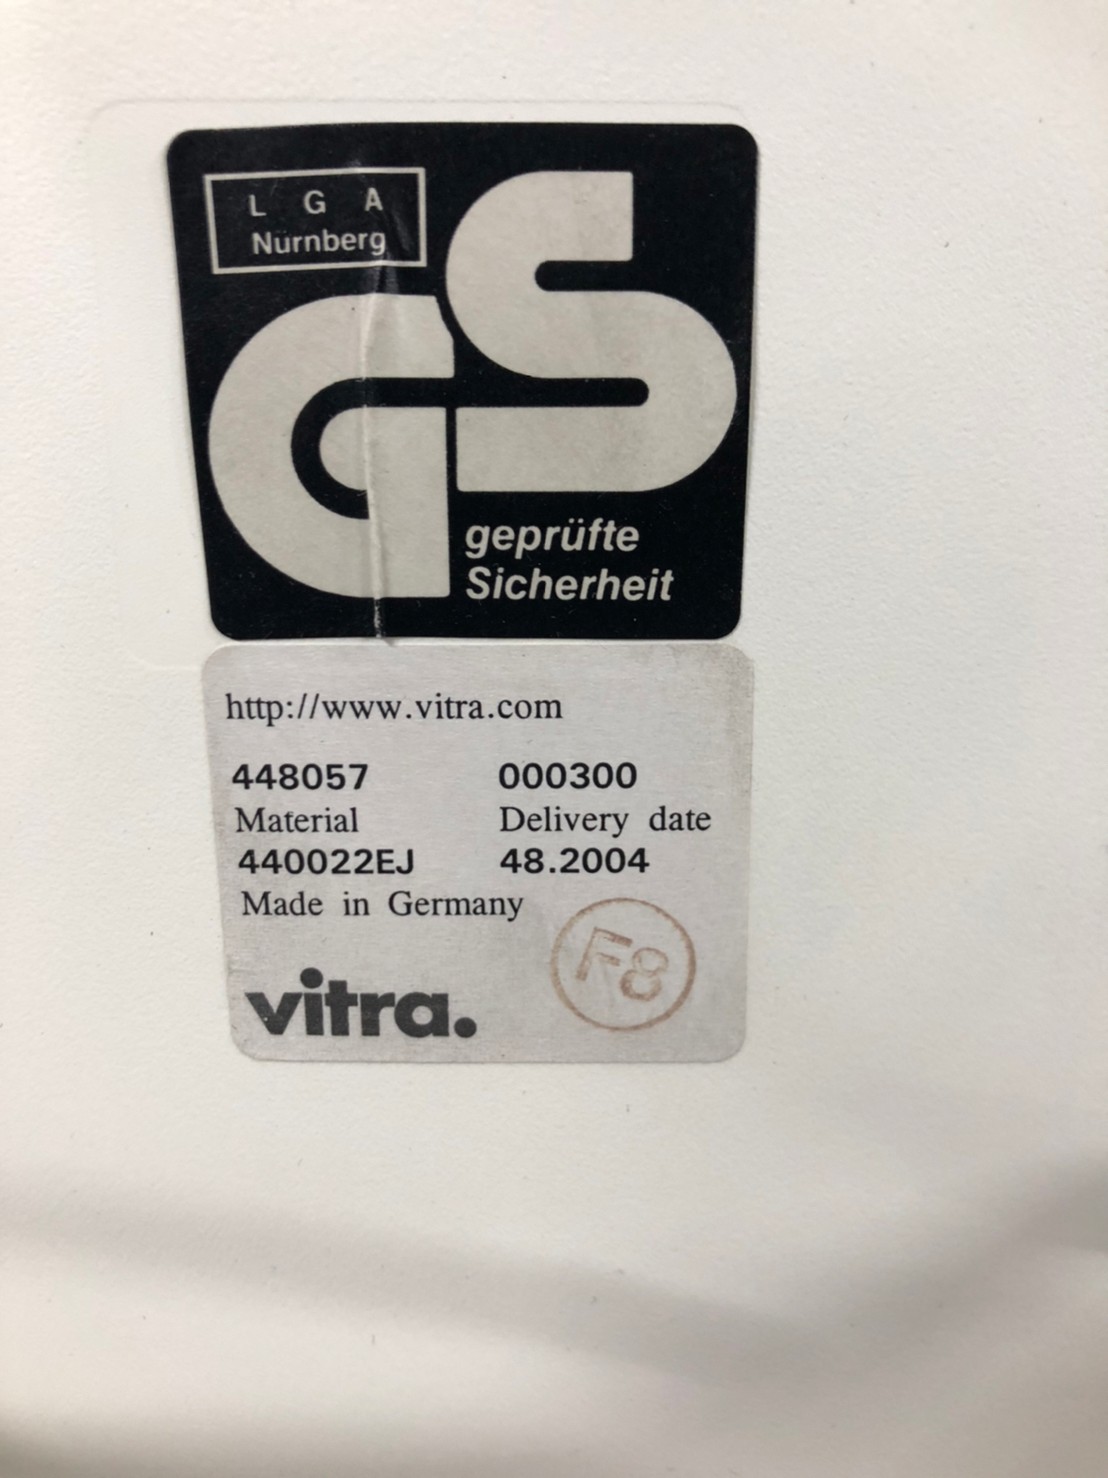 L G A
Nürnberg
GS
geprüfte
Sicherheit
http://www.vitra.com
448057 000300
Material Delivery date
440022EJ 48.2004
Made in Germany
F8
vitra.